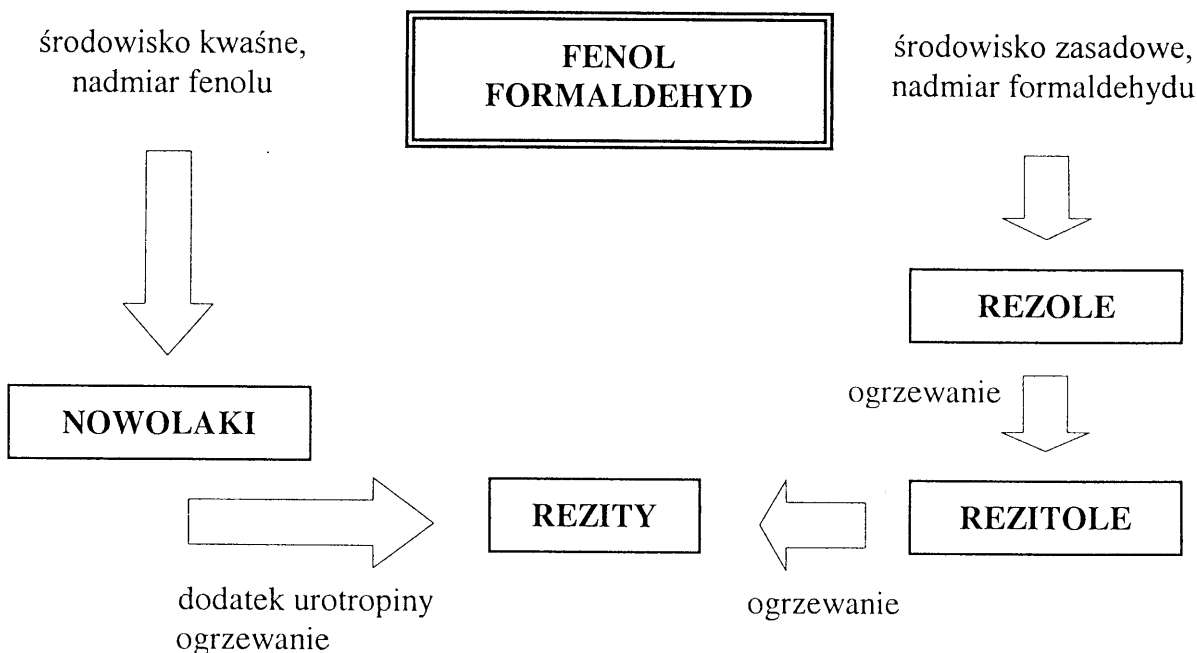 środowisko kwaśne,
nadmiar fenolu
FENOL
FORMALDEHYD
środowisko zasadowe,
nadmiar formaldehydu
REZOLE
ogrzewanie
NOWOLAKI
REZITY
REZITOLE
dodatek urotropiny
ogrzewanie
ogrzewanie